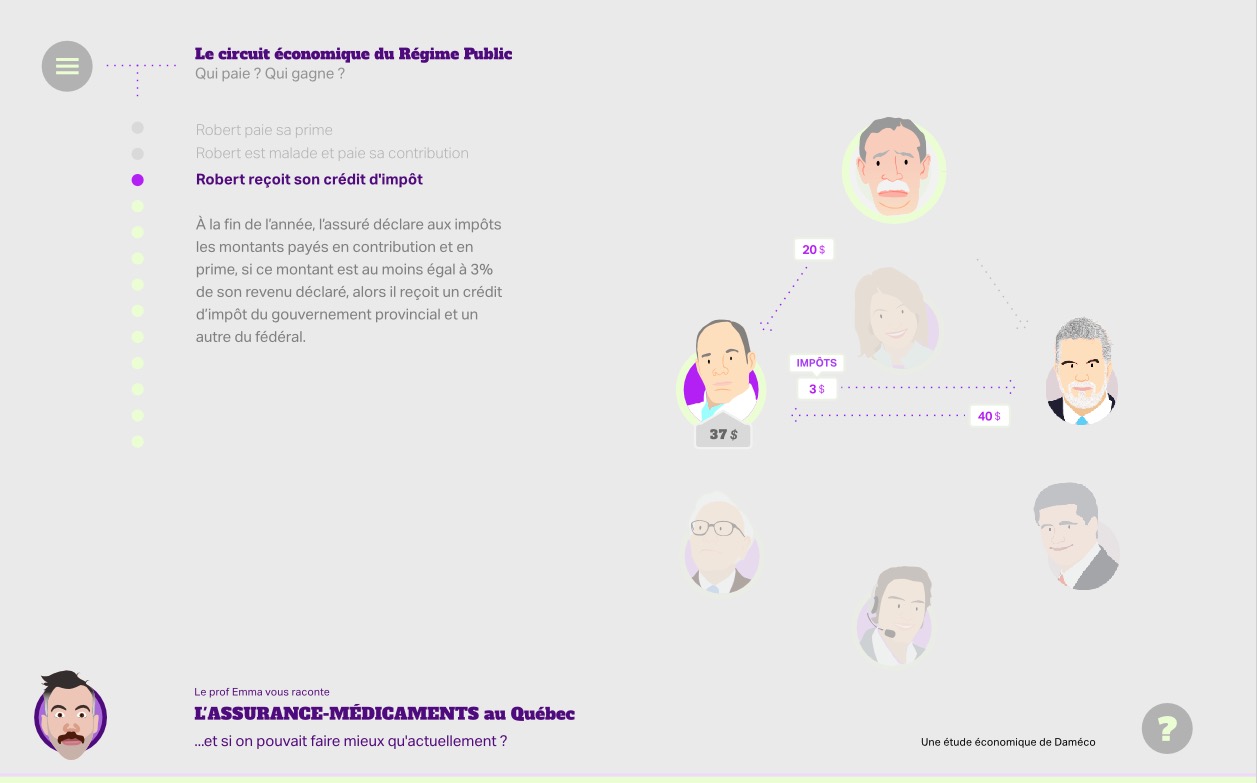 Le circuit économique du Régime Public
Qui paie ? Qui gagne ?
Robert paie sa prime
Robert est malade et paie sa contribution
Robert reçoit son crédit d'impôt
À la fin de l'année, l'assuré déclare aux impôts
les montants payés en contribution et en
prime, si ce montant est au moins égal à 3%
de son revenu déclaré, alors il reçoit un crédit
d'impôt du gouvernement provincial et un
autre du fédéral.
20 $
IMPÔTS
3 $
40 $
37 $
Le prof Emma vous raconte
L'ASSURANCE-MÉDICAMENTS au Québec
...et si on pouvait faire mieux qu'actuellement ?
Une étude économique de Daméco
?